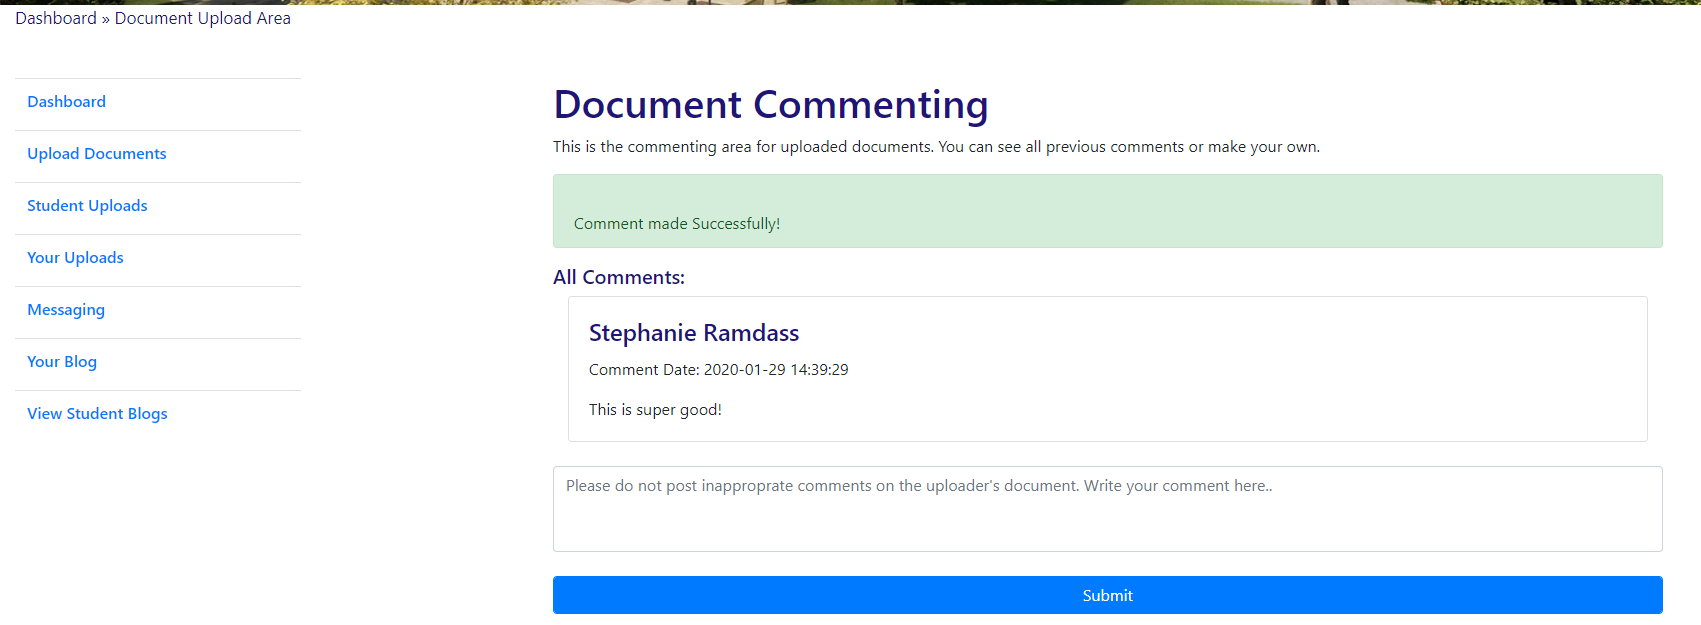 Dashboard » Document Upload Area
Dashboard
Upload Documents
Student Uploads
Your Uploads
Messaging
Your Blog
View Student Blogs
Document Commenting
This is the commenting area for uploaded documents. You can see all previous comments or make your own.
Comment made Successfully!
All Comments:
Stephanie Ramdass
Comment Date: 2020-01-29 14:39:29
This is super good!
Please do not post inapproprate comments on the uploader's document. Write your comment here..
Submit